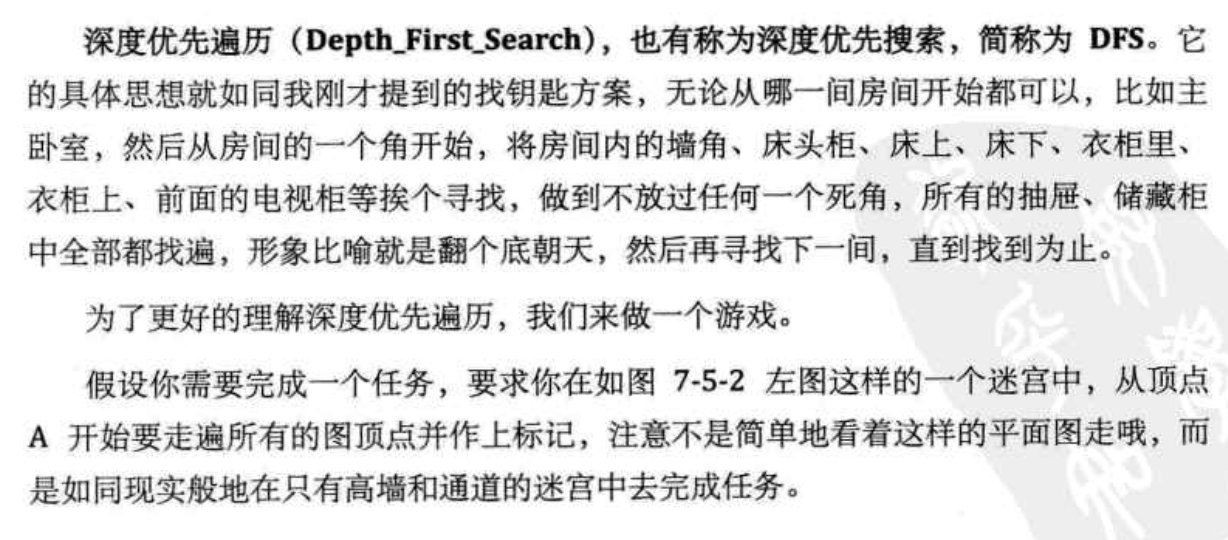 深度优先遍历（Depth_First_Search），也有称为深度优先搜索，简称为 DFS。它
的具体思想就如同我刚才提到的找钥匙方案，无论从哪一间房间开始都可以，比如主
卧室，然后从房间的一个角开始，将房间内的墙角、床头柜、床上、床下、衣柜里、
衣柜上、前面的电视柜等挨个寻找，做到不放过任何一个死角，所有的抽屉、储藏柜
中全部都找遍，形象比喻就是翻个底朝天，然后再寻找下一间，直到找到为止。
为了更好的理解深度优先遍历，我们来做一个游戏。
假设你需要完成一个任务，要求你在如图 7-5-2 左图这样的一个迷宫中，从顶点
A 开始要走遍所有的图顶点并作上标记，注意不是简单地看着这样的平面图走哦，而
是如同现实般地在只有高墙和通道的迷宫中去完成任务。